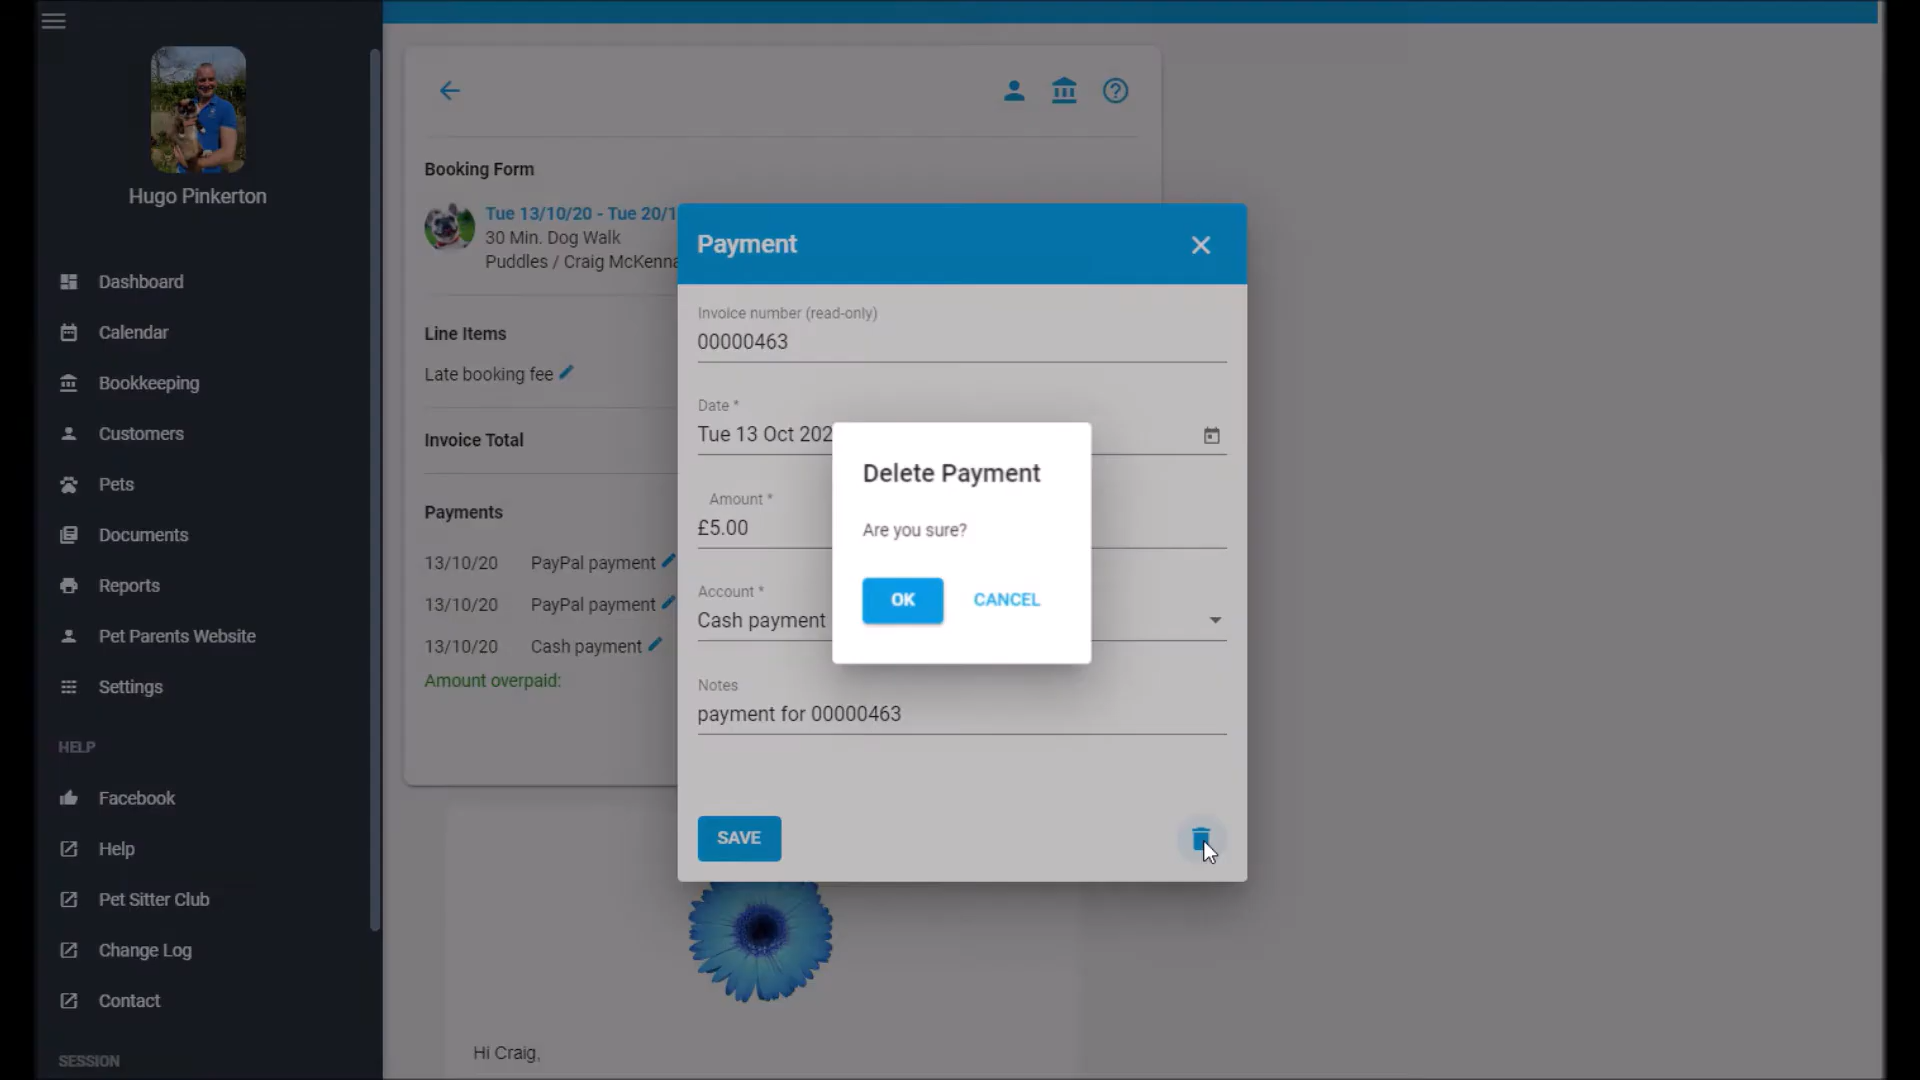 Hugo Pinkerton
Dashboard
Calendar
Bookkeeping
Customers
Pets
Documents
Reports
Pet Parents Website
Settings
HELP
Facebook
Help
Pet Sitter Club
Change Log
Contact
SESSION
Booking Form
Tue 13/10/20 - Tue 20/1
30 Min. Dog Walk
Puddles / Craig McKenna
Line Items
Late booking fee
Invoice Total
Payments
13/10/20 PayPal payment
13/10/20 PayPal payment
13/10/20 Cash payment
Amount overpaid:
Hi Craig,
Payment
Invoice number (read-only)
00000463
Date *
Tue 13 Oct 202
Amount *
£5.00
Account *
Cash payment
Notes
payment for 00000463
SAVE
Delete Payment
Are you sure?
OK CANCEL